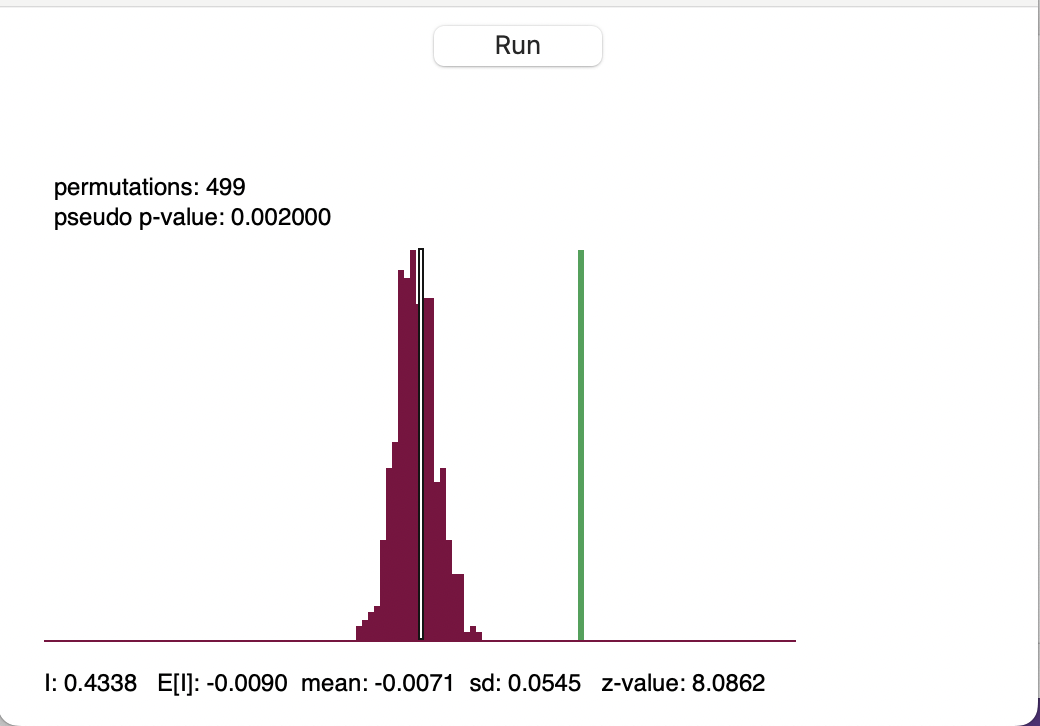 Run
permutations: 499
pseudo p-value: 0.002000
I: 0.4338 E[I]: -0.0090 mean: -0.0071 sd: 0.0545 z-value: 8.0862